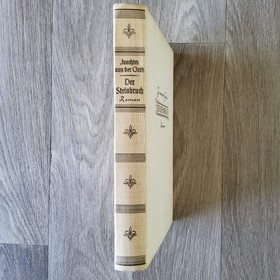 Joachim
von der Goltz
Der
Steinbruch
Roman